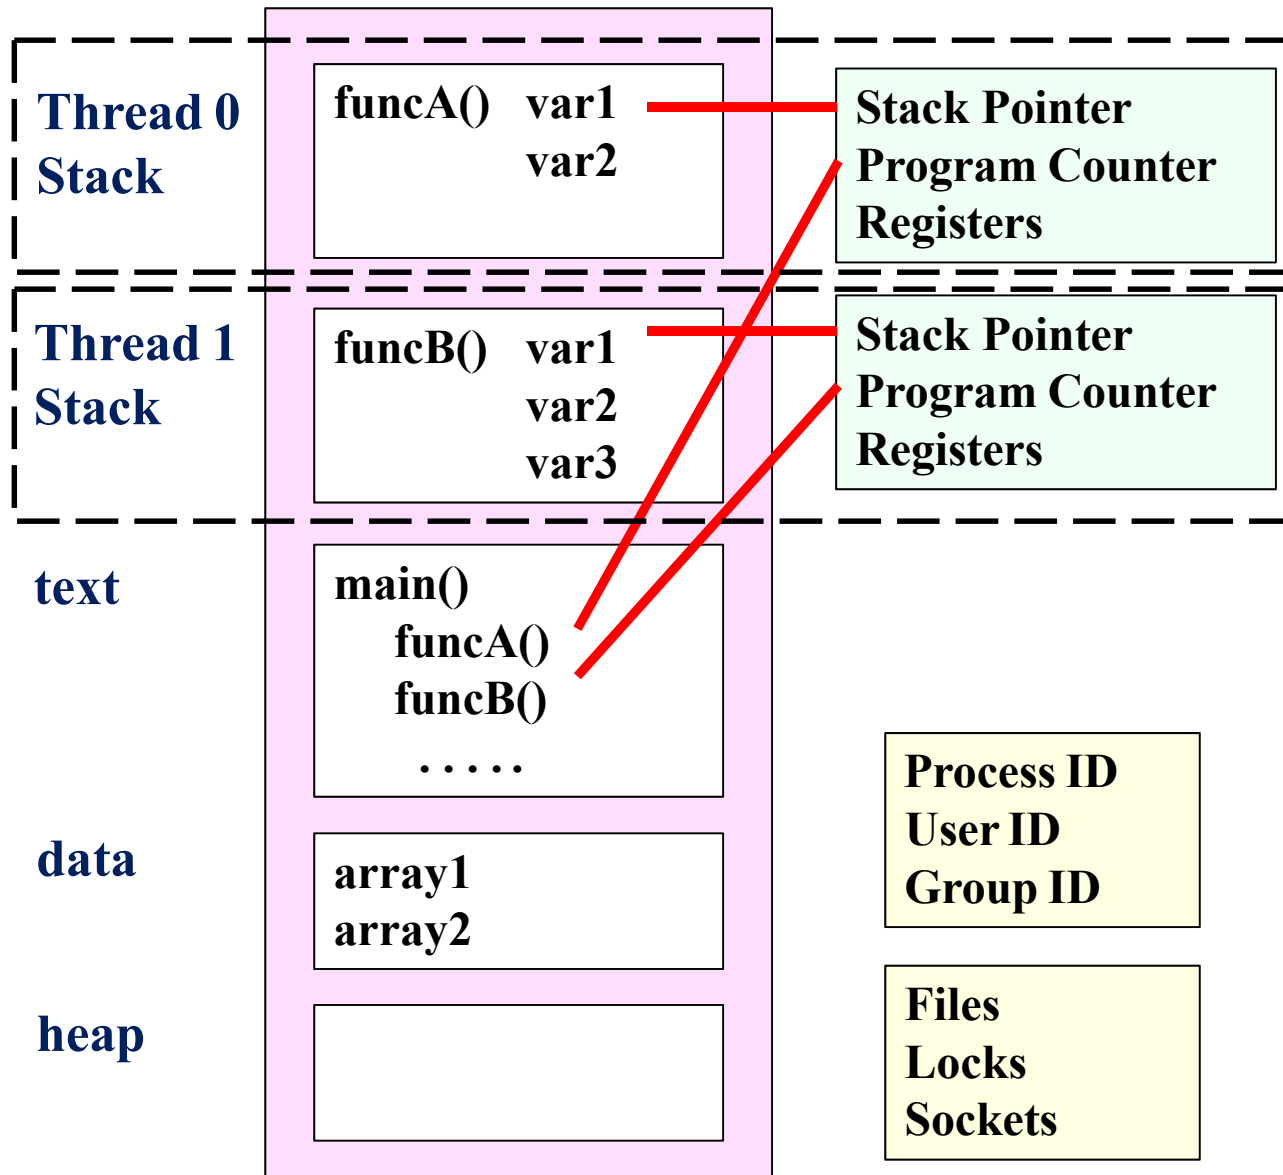 Thread 0
Stack
funcA() var1
var2
Stack Pointer
Program Counter
Registers
Thread 1
Stack
funcB() var1
var2
var3
Stack Pointer
Program Counter
Registers
text
main()
funcA()
funcB()
. . . . .
Process ID
User ID
Group ID
data
array1
array2
heap
Files
Locks
Sockets